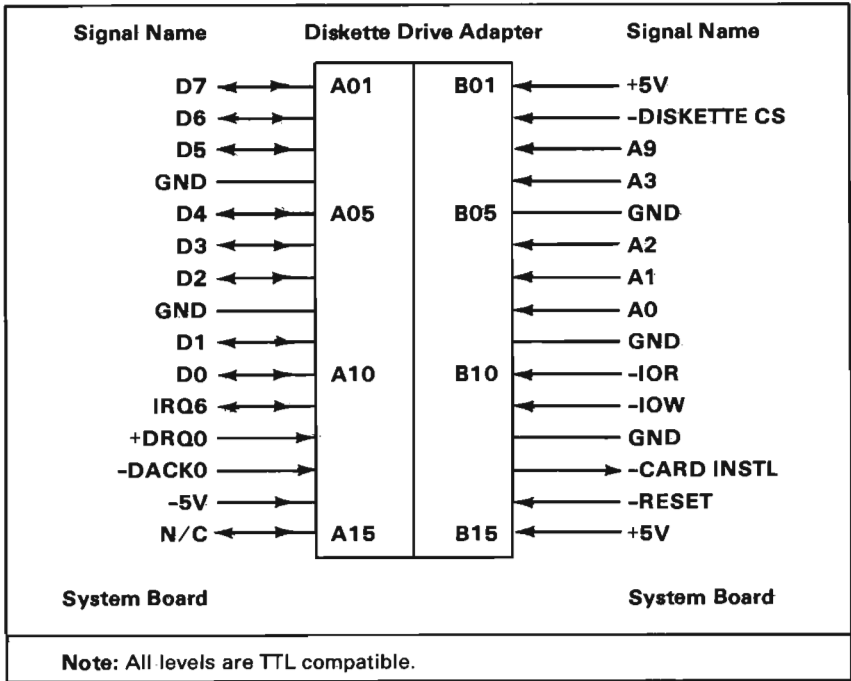 Signal Name Diskette Drive Adapter Signal Name
D7 A01 B01 +5V
D6 -DISKETTE CS
D5 A9
GND A3
D4 A05 B05 GND
D3 A2
D2 A1
GND A0
D1 GND
D0 A10 B10 -IOR
IRQ6 -IOW
+DRQ0 GND
-DACK0 -CARD INSTL
-5V -RESET
N/C A15 B15 +5V
System Board System Board
Note: All levels are TTL compatible.